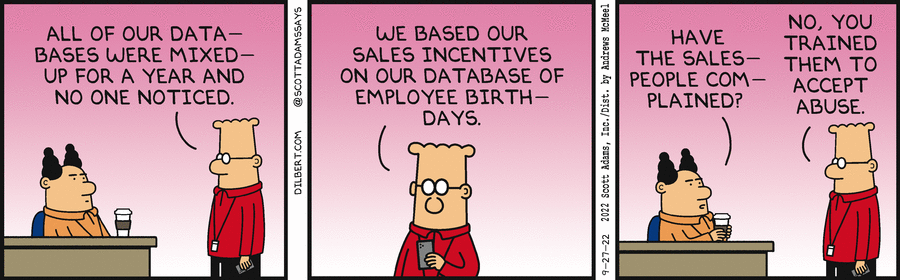 ALL OF OUR DATA-
BASES WERE MIXED-
UP FOR A YEAR AND
NO ONE NOTICED.
DILBERT.COM @SCOTTADAMSSAYS
WE BASED OUR
SALES INCENTIVES
ON OUR DATABASE OF
EMPLOYEE BIRTH-
DAYS.
9-27-22 2022 Scott Adams, Inc./Dist. by Andrews McMeel
HAVE
THE SALES-
PEOPLE COM-
PLAINED?
NO, YOU
TRAINED
THEM TO
ACCEPT
ABUSE.